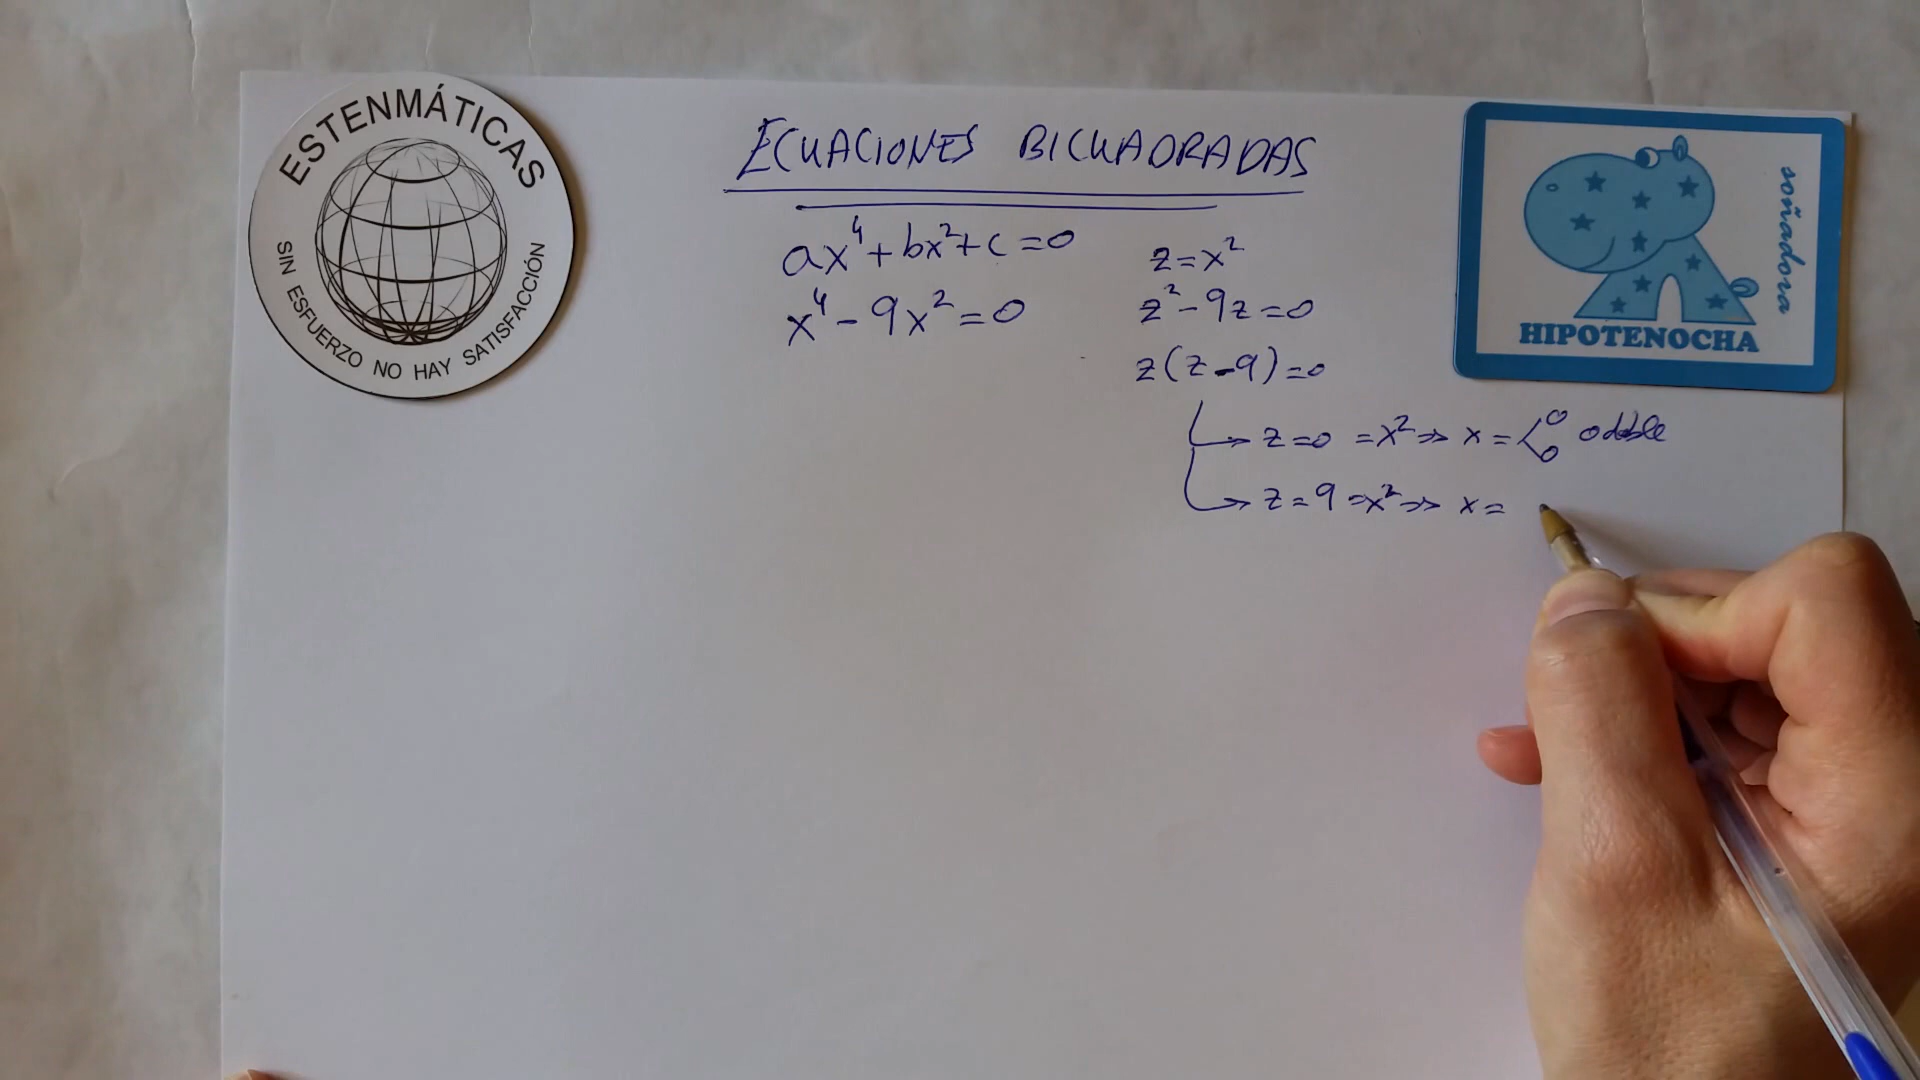 ESTENMÁTICAS
SIN ESFUERZO NO HAY SATISFACCIÓN
ECUACIONES BICUADRADAS
ax⁴+bx²+c=0
x⁴-9x²=0
z=x²
z²-9z=0
z(z-9)=0
z=0 =x² => x= < 0 0 0 doble
z=9 =x² => x=
soñadora
HIPOTENOCHA